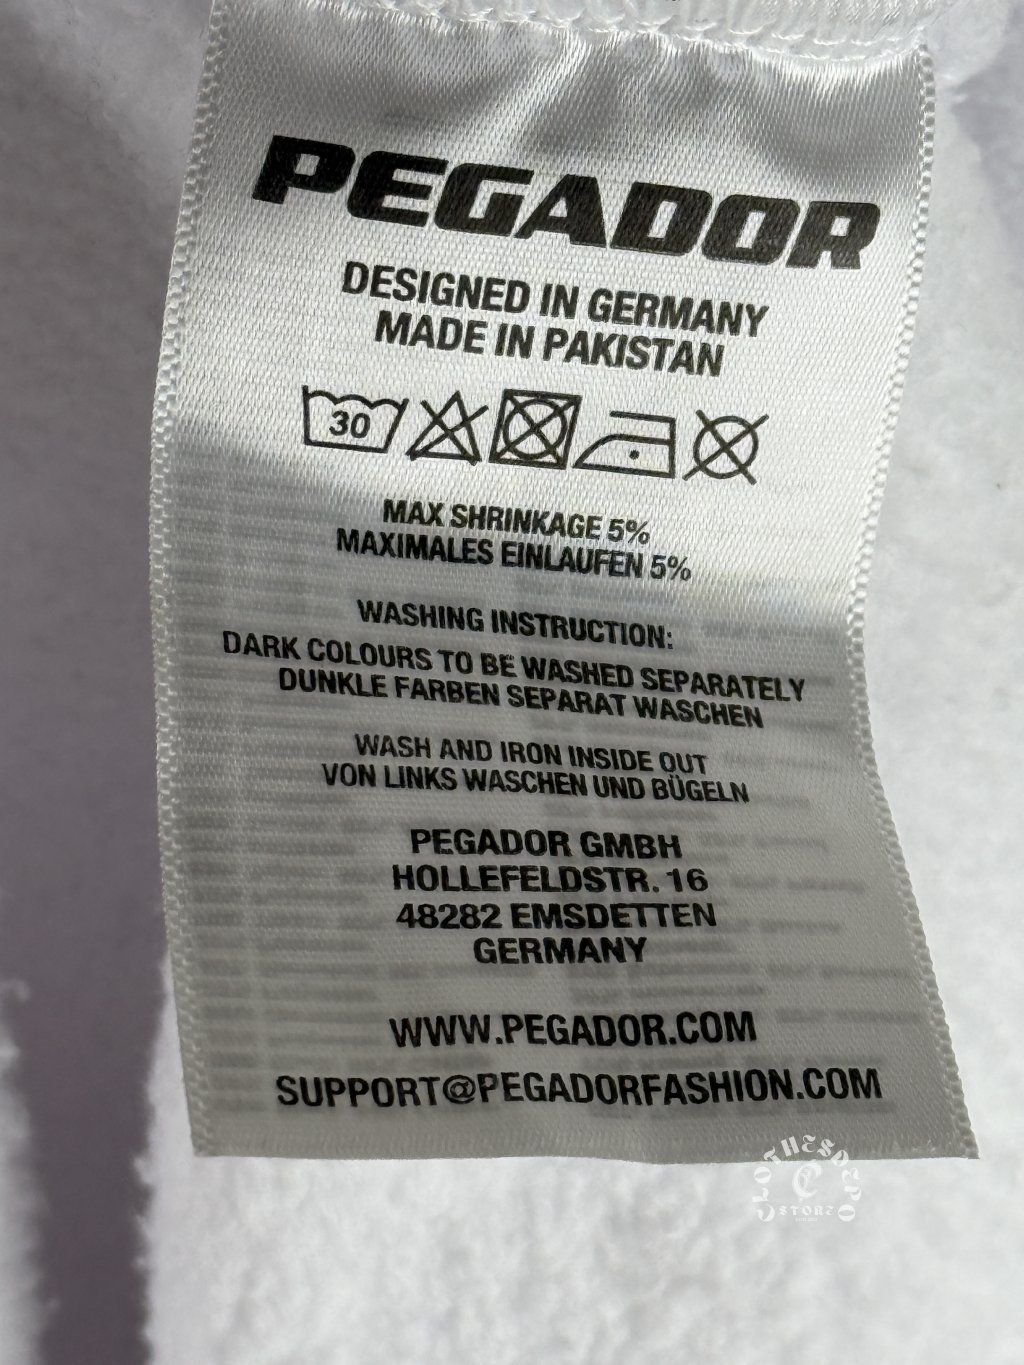 PEGADOR
DESIGNED IN GERMANY
MADE IN PAKISTAN
30
MAX SHRINKAGE 5%
MAXIMALES EINLAUFEN 5%
WASHING INSTRUCTION:
DARK COLOURS TO BE WASHED SEPARATELY
DUNKLE FARBEN SEPARAT WASCHEN
WASH AND IRON INSIDE OUT
VON LINKS WASCHEN UND BÜGELN
PEGADOR GMBH
HOLLEFELDSTR. 16
48282 EMSDETTEN
GERMANY
WWW.PEGADOR.COM
SUPPORT@PEGADORFASHION.COM
CLOTHESDEPO
STORE